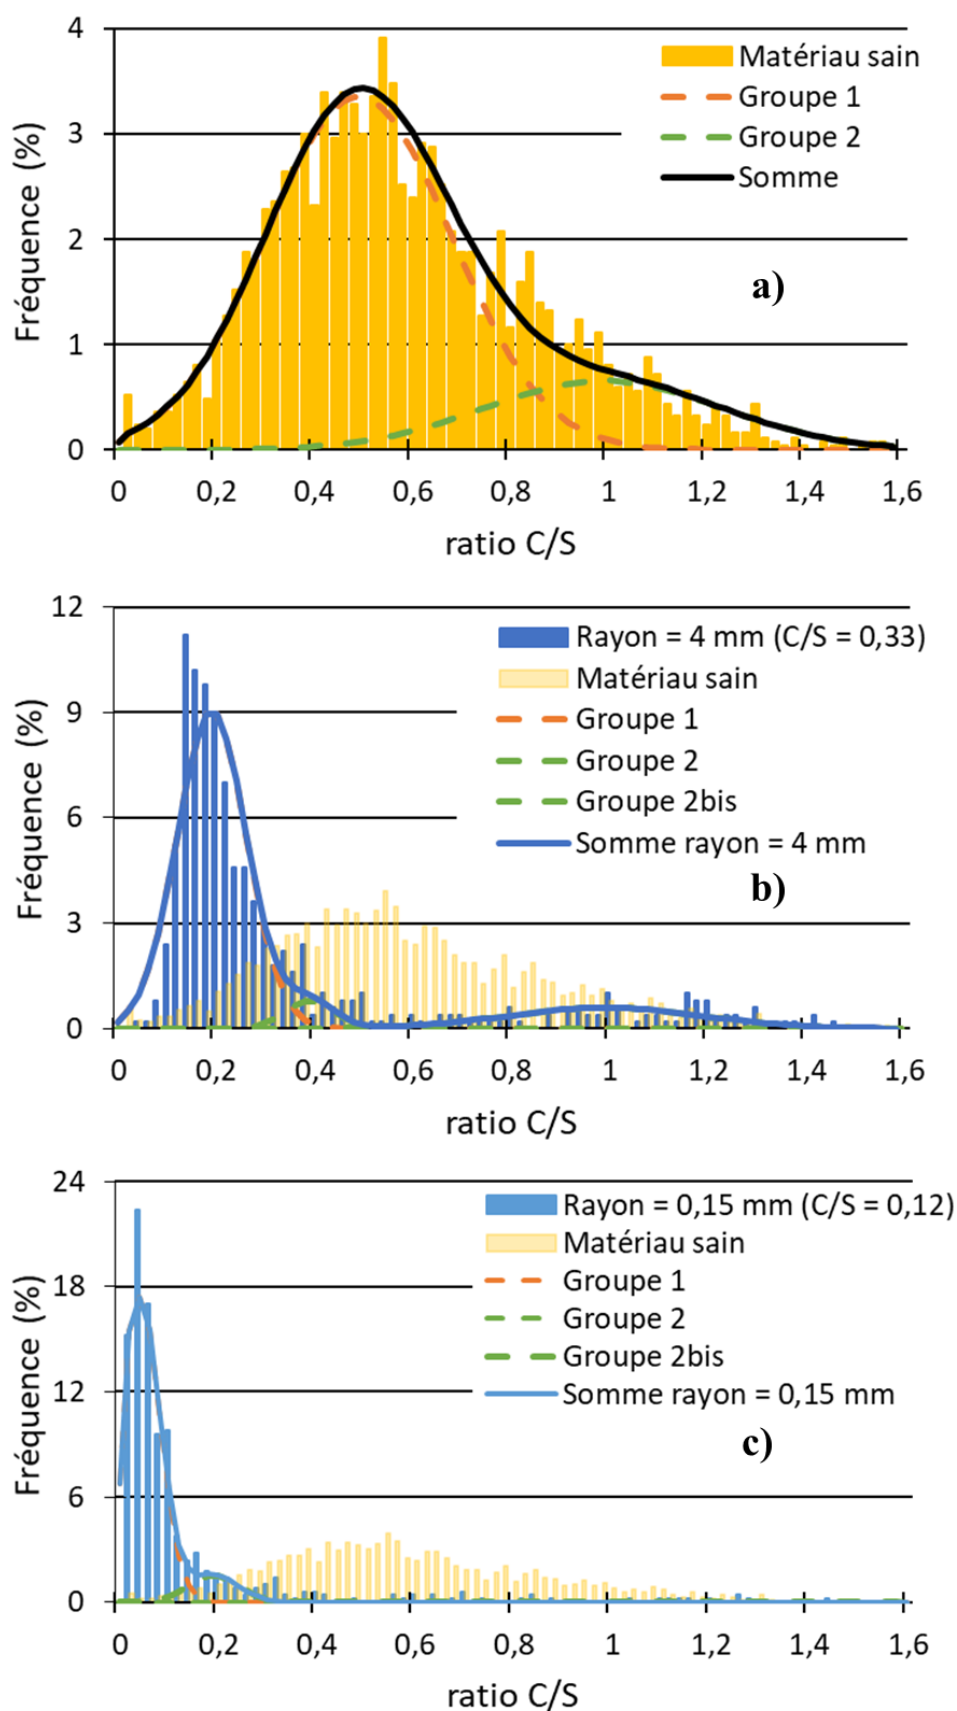 4
3
2
1
0
Fréquence (%)
Matériau sain
Groupe 1
Groupe 2
Somme
a)
0 0,2 0,4 0,6 0,8 1 1,2 1,4 1,6
ratio C/S
12
9
6
3
0
Fréquence (%)
Rayon = 4 mm (C/S = 0,33)
Matériau sain
Groupe 1
Groupe 2
Groupe 2bis
Somme rayon = 4 mm
b)
0 0,2 0,4 0,6 0,8 1 1,2 1,4 1,6
ratio C/S
24
18
12
6
0
Fréquence (%)
Rayon = 0,15 mm (C/S = 0,12)
Matériau sain
Groupe 1
Groupe 2
Groupe 2bis
Somme rayon = 0,15 mm
c)
0 0,2 0,4 0,6 0,8 1 1,2 1,4 1,6
ratio C/S